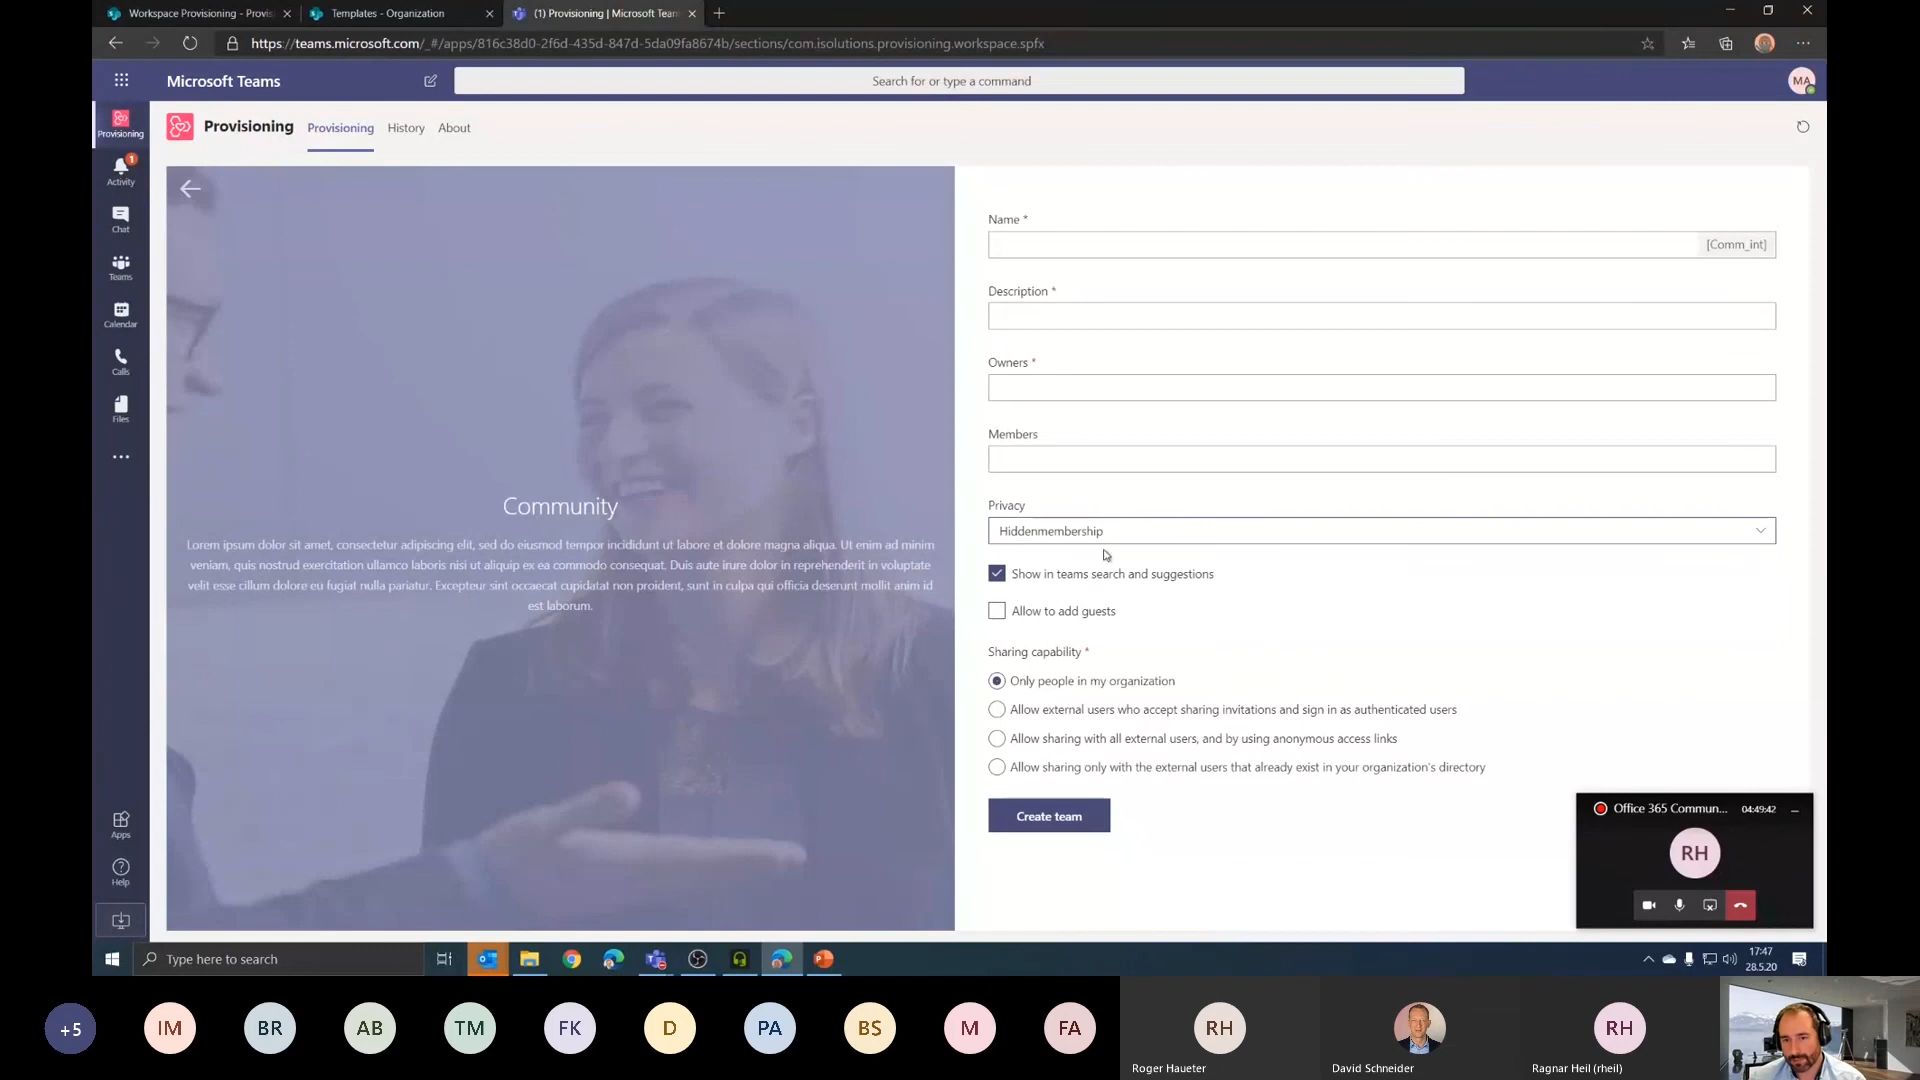 Workspace Provisioning - Provis
Templates - Organization
(1) Provisioning | Microsoft Team
https://teams.microsoft.com/_#/apps/816c38d0-2f6d-435d-847d-5da09fa8674b/sections/com.isolutions.provisioning.workspace.spfx
Microsoft Teams
Search for or type a command
MA
Provisioning
Provisioning
Provisioning
History
About
1
Activity
Chat
Teams
Calendar
Calls
Files
Apps
Help
Community
Lorem ipsum dolor sit amet, consectetur adipiscing elit, sed do eiusmod tempor incididunt ut labore et dolore magna aliqua. Ut enim ad minim
veniam, quis nostrud exercitation ullamco laboris nisi ut aliquip ex ea commodo consequat. Duis aute irure dolor in reprehenderit in voluptate
velit esse cillum dolore eu fugiat nulla pariatur. Excepteur sint occaecat cupidatat non proident, sunt in culpa qui officia deserunt mollit anim id
est laborum.
Name *
[Comm_int]
Description *
Owners *
Members
Privacy
Hiddenmembership
Show in teams search and suggestions
Allow to add guests
Sharing capability *
Only people in my organization
Allow external users who accept sharing invitations and sign in as authenticated users
Allow sharing with all external users, and by using anonymous access links
Allow sharing only with the external users that already exist in your organization's directory
Create team
Office 365 Commun... 04:49:42
RH
Type here to search
17:47
28.5.20
+5
IM
BR
AB
TM
FK
D
PA
BS
M
FA
RH
Roger Haueter
David Schneider
RH
Ragnar Heil (rheil)